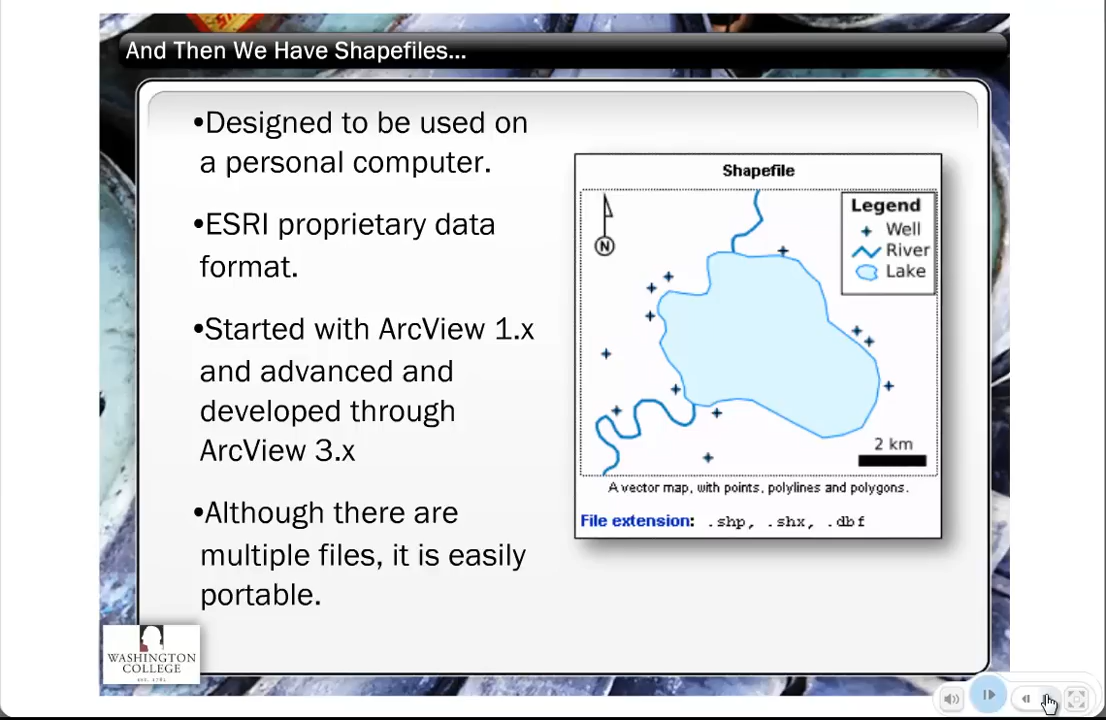 And Then We Have Shapefiles...
•Designed to be used on
a personal computer.
•ESRI proprietary data
format.
•Started with ArcView 1.x
and advanced and
developed through
ArcView 3.x
•Although there are
multiple files, it is easily
portable.
Shapefile
N
Legend
Well
River
Lake
2 km
A vector map, with points, polylines and polygons.
File extension: .shp, .shx, .dbf
WASHINGTON
COLLEGE